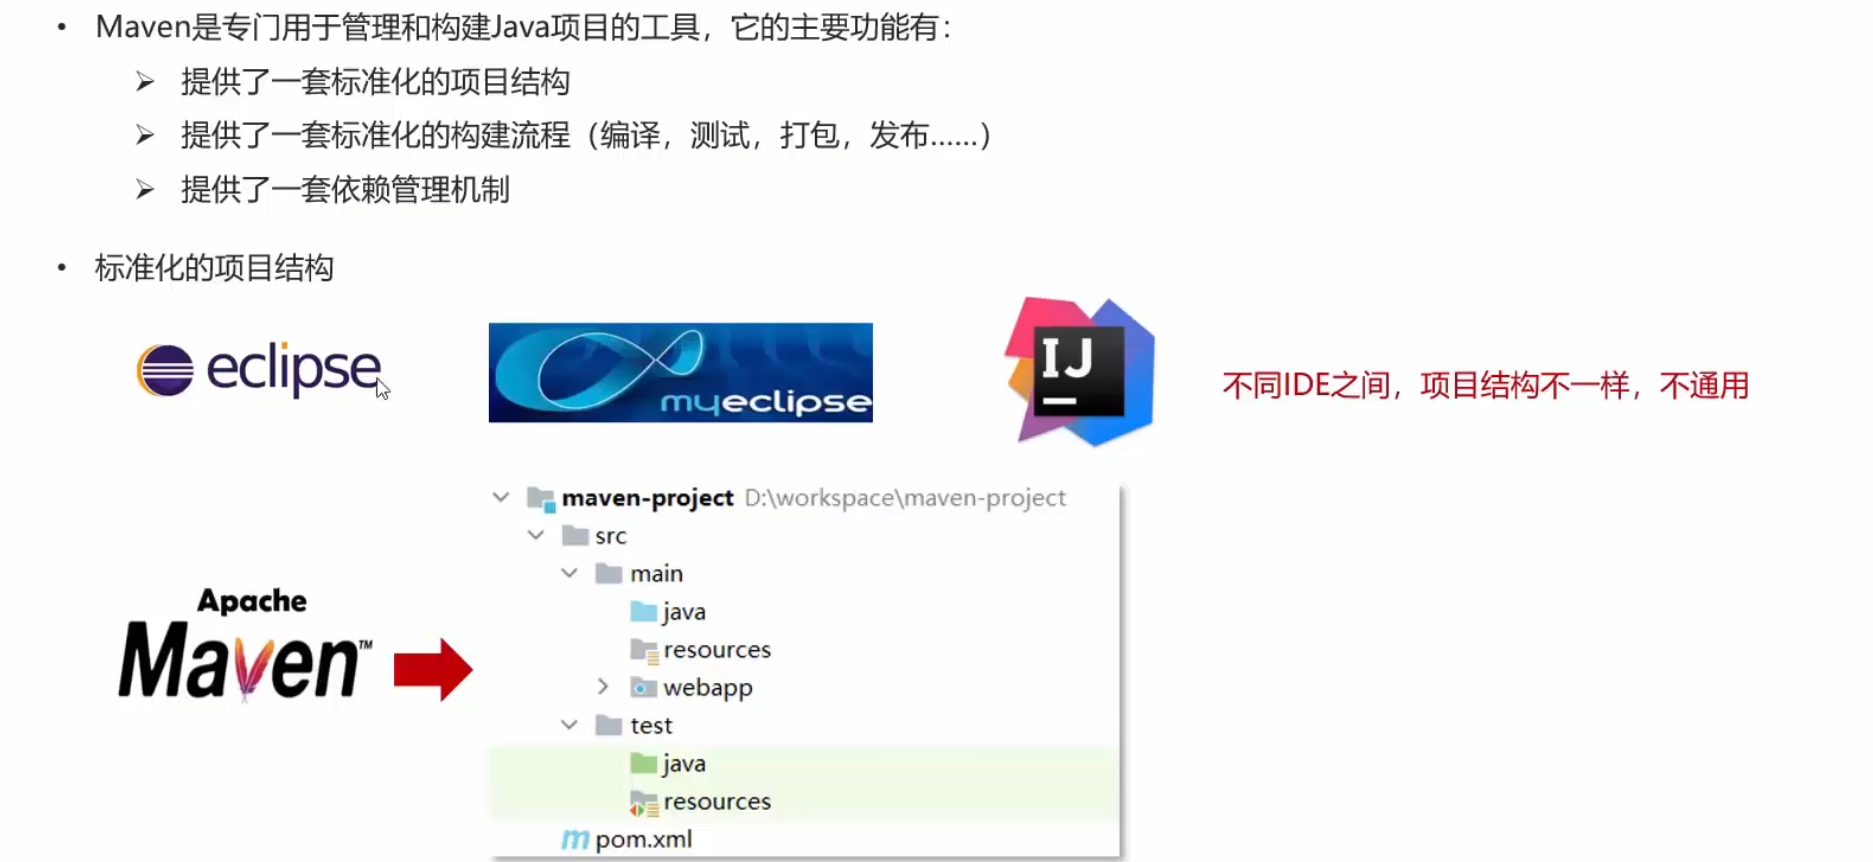 • Maven是专门用于管理和构建Java项目的工具，它的主要功能有：
➢ 提供了一套标准化的项目结构
➢ 提供了一套标准化的构建流程（编译，测试，打包，发布……）
➢ 提供了一套依赖管理机制
• 标准化的项目结构
eclipse
myeclipse
IJ
不同IDE之间，项目结构不一样，不通用
Apache
Maven™
maven-project D:\workspace\maven-project
src
main
java
resources
webapp
test
java
resources
m pom.xml